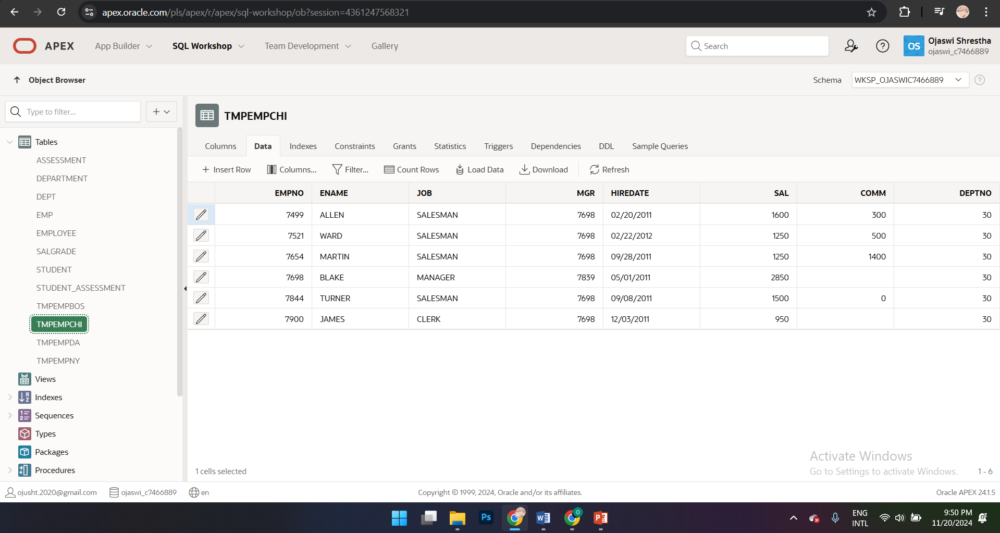 apex.oracle.com/pls/apex/r/apex/sql-workshop/ob?session=4361247568321
APEX App Builder SQL Workshop Team Development Gallery Search OS Ojaswi Shrestha
ojaswi_c7466889
Object Browser Schema WKSP_OJASWIC7466889
Type to filter...
TMPEMPCHI
Columns Data Indexes Constraints Grants Statistics Triggers Dependencies DDL Sample Queries
Insert Row Columns... Filter... Count Rows Load Data Download Refresh
EMPNO ENAME JOB MGR HIREDATE SAL COMM DEPTNO
7499 ALLEN SALESMAN 7698 02/20/2011 1600 300 30
7521 WARD SALESMAN 7698 02/22/2012 1250 500 30
7654 MARTIN SALESMAN 7698 09/28/2011 1250 1400 30
7698 BLAKE MANAGER 7839 05/01/2011 2850 30
7844 TURNER SALESMAN 7698 09/08/2011 1500 0 30
7900 JAMES CLERK 7698 12/03/2011 950 30
Tables
ASSESSMENT
DEPARTMENT
DEPT
EMP
EMPLOYEE
SALGRADE
STUDENT
STUDENT_ASSESSMENT
TMPEMPBOS
TMPEMPCHI
TMPEMPDA
TMPEMPNY
Views
Indexes
Sequences
Types
Packages
Procedures
1 cells selected
Activate Windows
Go to Settings to activate Windows.
1 - 6
ojusht.2020@gmail.com ojaswi_c7466889 en Copyright © 1999, 2024, Oracle and/or its affiliates. Oracle APEX 24.1.5
Ps
ENG
INTL
9:50 PM
11/20/2024